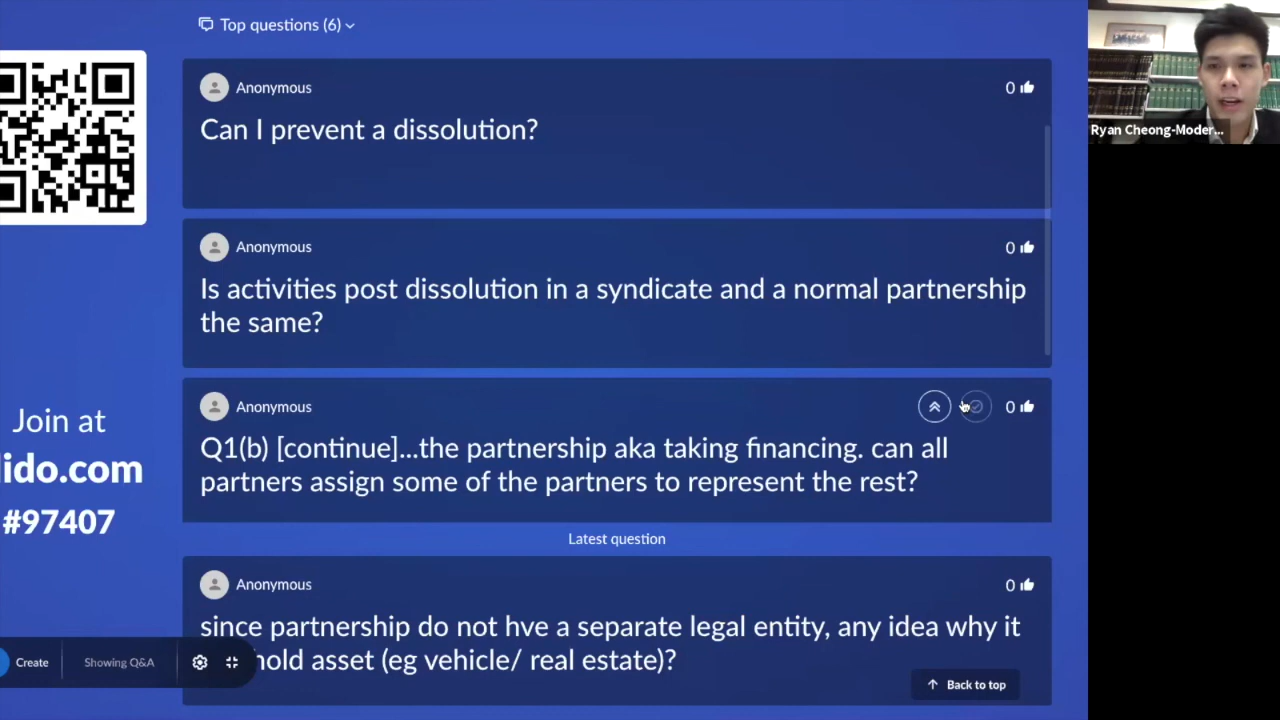 Top questions (6)
Anonymous
0
Can I prevent a dissolution?
Ryan Cheong-Moder...
Anonymous
0
Is activities post dissolution in a syndicate and a normal partnership
the same?
Anonymous
0
Q1(b) [continue]...the partnership aka taking financing. can all
partners assign some of the partners to represent the rest?
Join at
lido.com
#97407
Latest question
Anonymous
0
since partnership do not hve a separate legal entity, any idea why it
hold asset (eg vehicle/ real estate)?
Create
Showing Q&A
Back to top